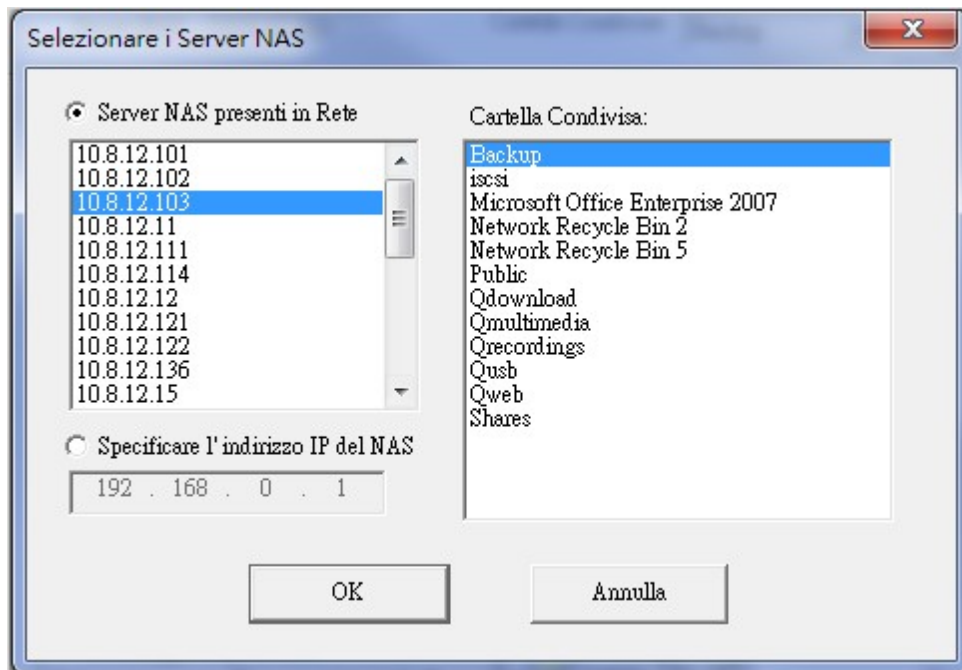 Selezionare i Server NAS
Server NAS presenti in Rete
10.8.12.101
10.8.12.102
10.8.12.103
10.8.12.11
10.8.12.111
10.8.12.114
10.8.12.12
10.8.12.121
10.8.12.122
10.8.12.136
10.8.12.15
Specificare l'indirizzo IP del NAS
192 . 168 . 0 . 1
Cartella Condivisa:
Backup
iscsi
Microsoft Office Enterprise 2007
Network Recycle Bin 2
Network Recycle Bin 5
Public
Qdownload
Qmultimedia
Qrecordings
Qusb
Qweb
Shares
OK
Annulla